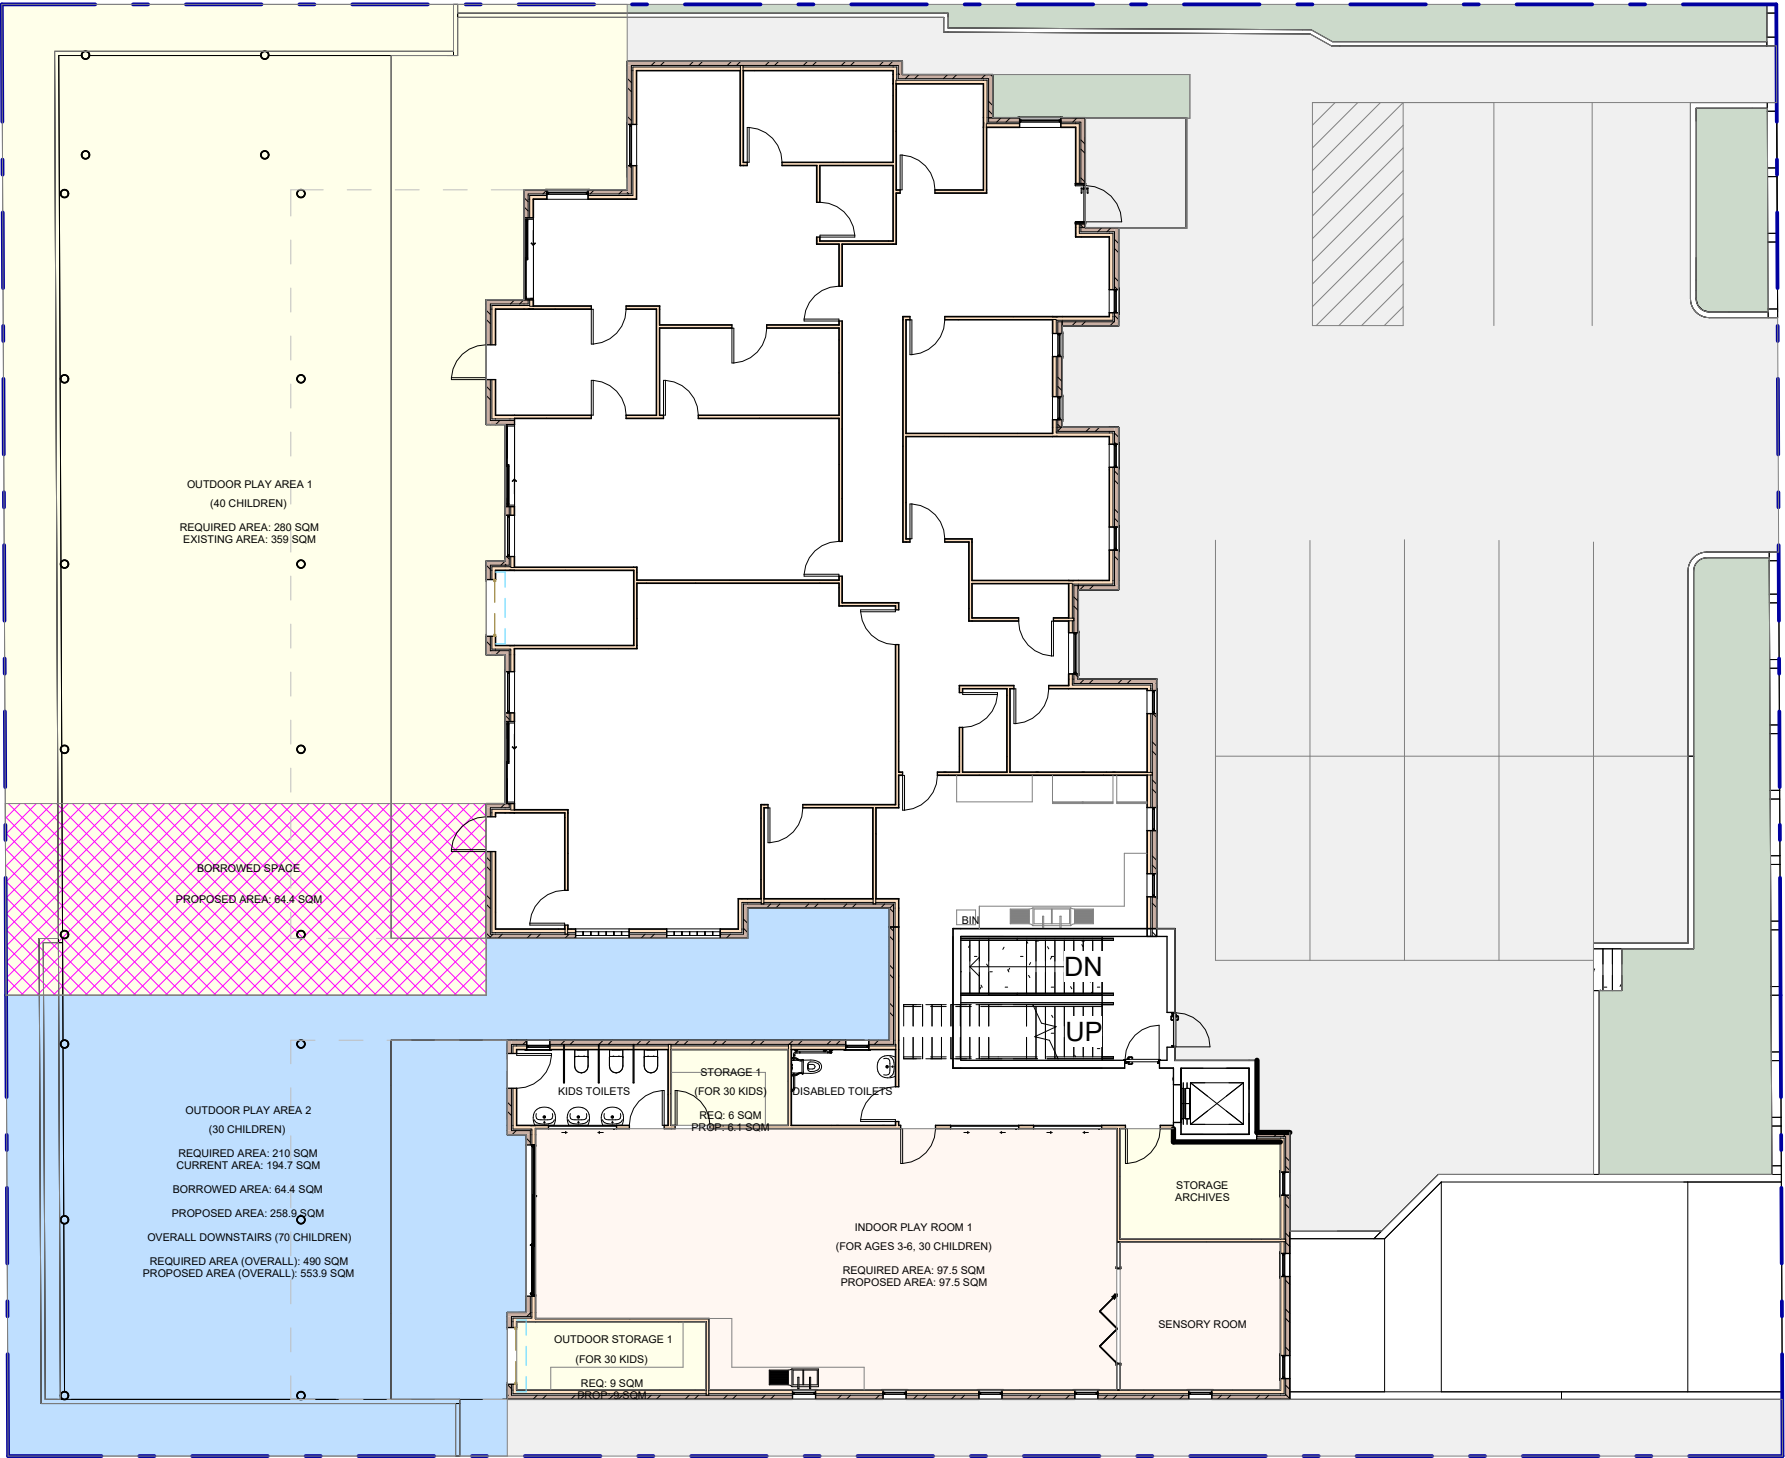 OUTDOOR PLAY AREA 1
(40 CHILDREN)
REQUIRED AREA: 280 SQM
EXISTING AREA: 359 SQM
BORROWED SPACE
PROPOSED AREA: 64.4 SQM
BIN
DN
UP
KIDS TOILETS
STORAGE 1
(FOR 30 KIDS)
REQ: 6 SQM
PROP: 6.1 SQM
DISABLED TOILETS
OUTDOOR PLAY AREA 2
(30 CHILDREN)
REQUIRED AREA: 210 SQM
CURRENT AREA: 194.7 SQM
BORROWED AREA: 64.4 SQM
PROPOSED AREA: 258.9 SQM
OVERALL DOWNSTAIRS (70 CHILDREN)
REQUIRED AREA (OVERALL): 490 SQM
PROPOSED AREA (OVERALL): 553.9 SQM
STORAGE
ARCHIVES
INDOOR PLAY ROOM 1
(FOR AGES 3-6, 30 CHILDREN)
REQUIRED AREA: 97.5 SQM
PROPOSED AREA: 97.5 SQM
SENSORY ROOM
OUTDOOR STORAGE 1
(FOR 30 KIDS)
REQ: 9 SQM
PROP: 9 SQM